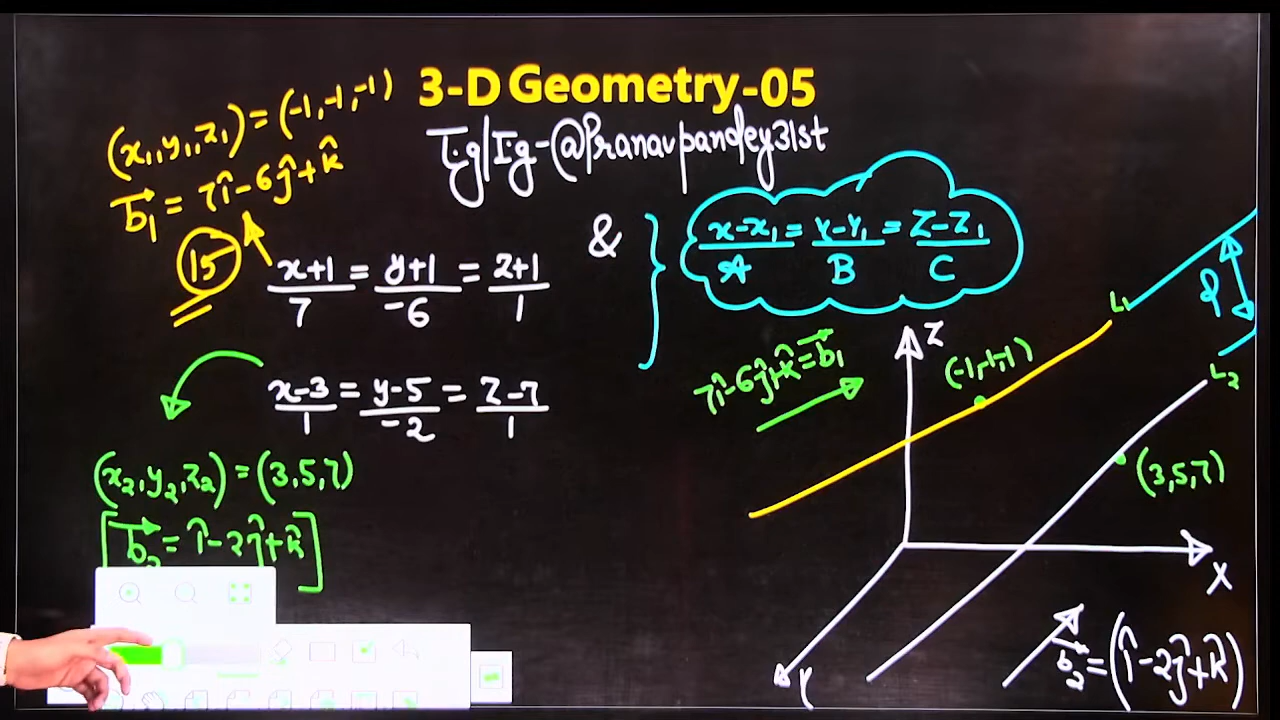 3-D Geometry-05
T.g/I.g-@Pranavpandey31st
(x₁,y₁,z₁)=(-1,-1,-1)
b₁⃗ = 7î-6ĵ+k̂
15
(x+1)/7 = (y+1)/-6 = (z+1)/1
&
(x-x₁)/A = (y-y₁)/B = (z-z₁)/C
(x-3)/1 = (y-5)/-2 = (z-7)/1
(x₂,y₂,z₂)=(3,5,7)
[b₂⃗ = î-2ĵ+k̂]
7î-6ĵ+k̂=b₁⃗
Z
(-1,-1,1)
L₁
L₂
(3,5,7)
X
Y
b₂⃗=(î-2ĵ+k̂)